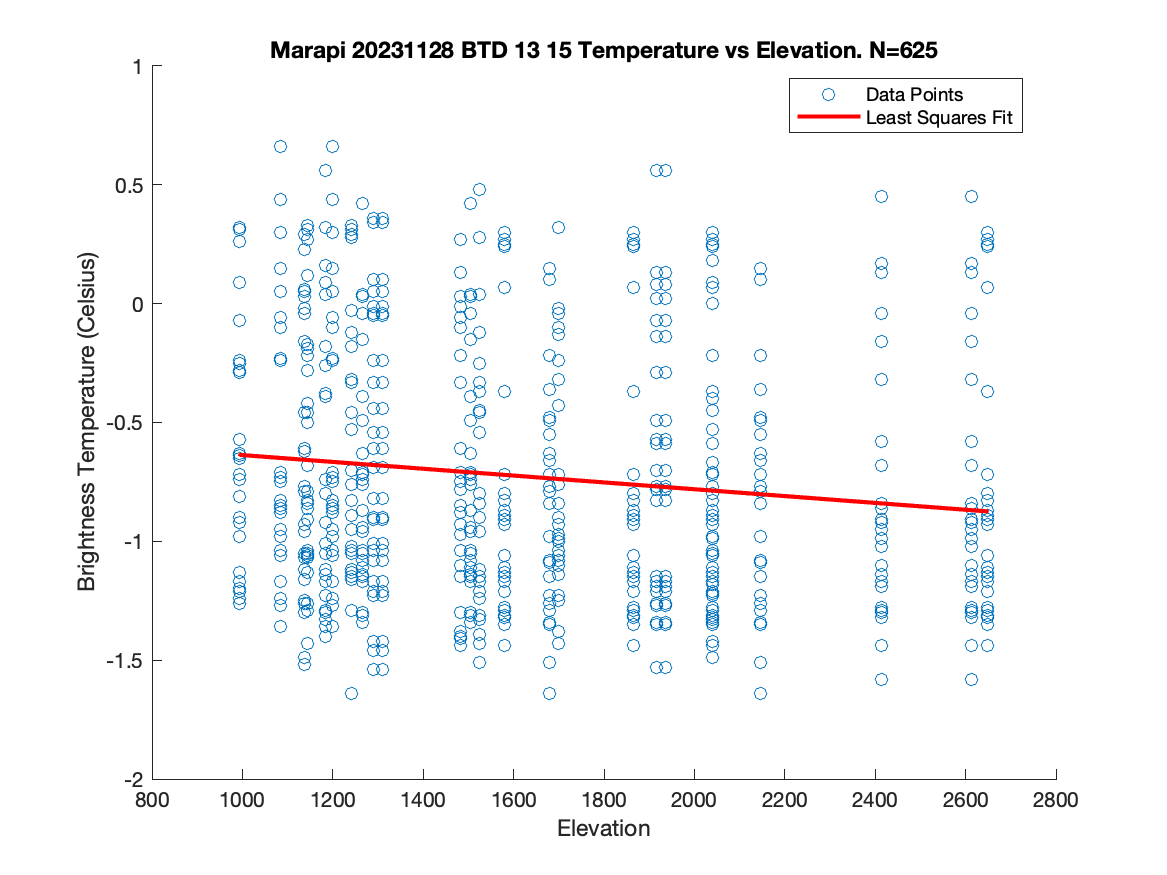 Marapi 20231128 BTD 13 15 Temperature vs Elevation. N=625
Data Points
Least Squares Fit
Brightness Temperature (Celsius)
1
0.5
0
-0.5
-1
-1.5
-2
800 1000 1200 1400 1600 1800 2000 2200 2400 2600 2800
Elevation